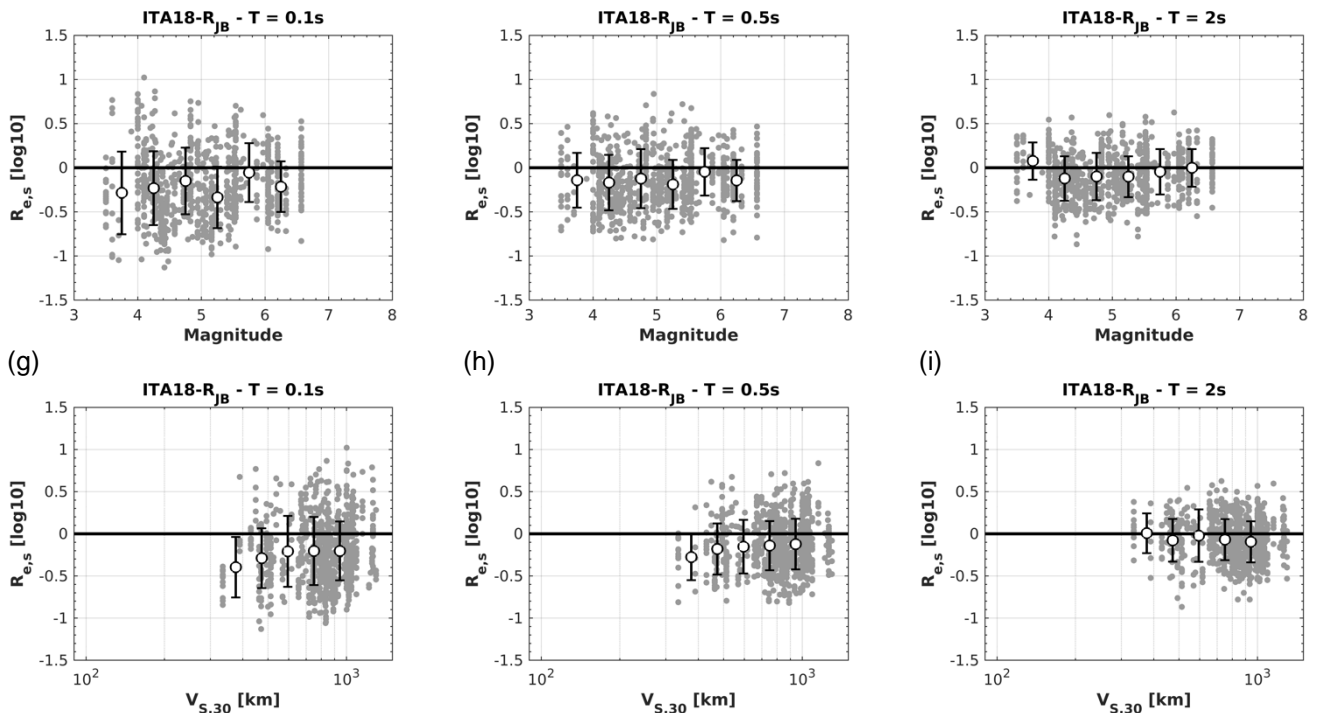 ITA18-R_JB - T = 0.1s
ITA18-R_JB - T = 0.5s
ITA18-R_JB - T = 2s
1.5
1
0.5
0
-0.5
-1
-1.5
R_e,s [log10]
3 4 5 6 7 8
Magnitude
1.5
1
0.5
0
-0.5
-1
-1.5
R_e,s [log10]
3 4 5 6 7 8
Magnitude
1.5
1
0.5
0
-0.5
-1
-1.5
R_e,s [log10]
3 4 5 6 7 8
Magnitude
(g)
(h)
(i)
ITA18-R_JB - T = 0.1s
ITA18-R_JB - T = 0.5s
ITA18-R_JB - T = 2s
1.5
1
0.5
0
-0.5
-1
-1.5
R_e,s [log10]
10^2 10^3
V_S,30 [km]
1.5
1
0.5
0
-0.5
-1
-1.5
R_e,s [log10]
10^2 10^3
V_S,30 [km]
1.5
1
0.5
0
-0.5
-1
-1.5
R_e,s [log10]
10^2 10^3
V_S,30 [km]